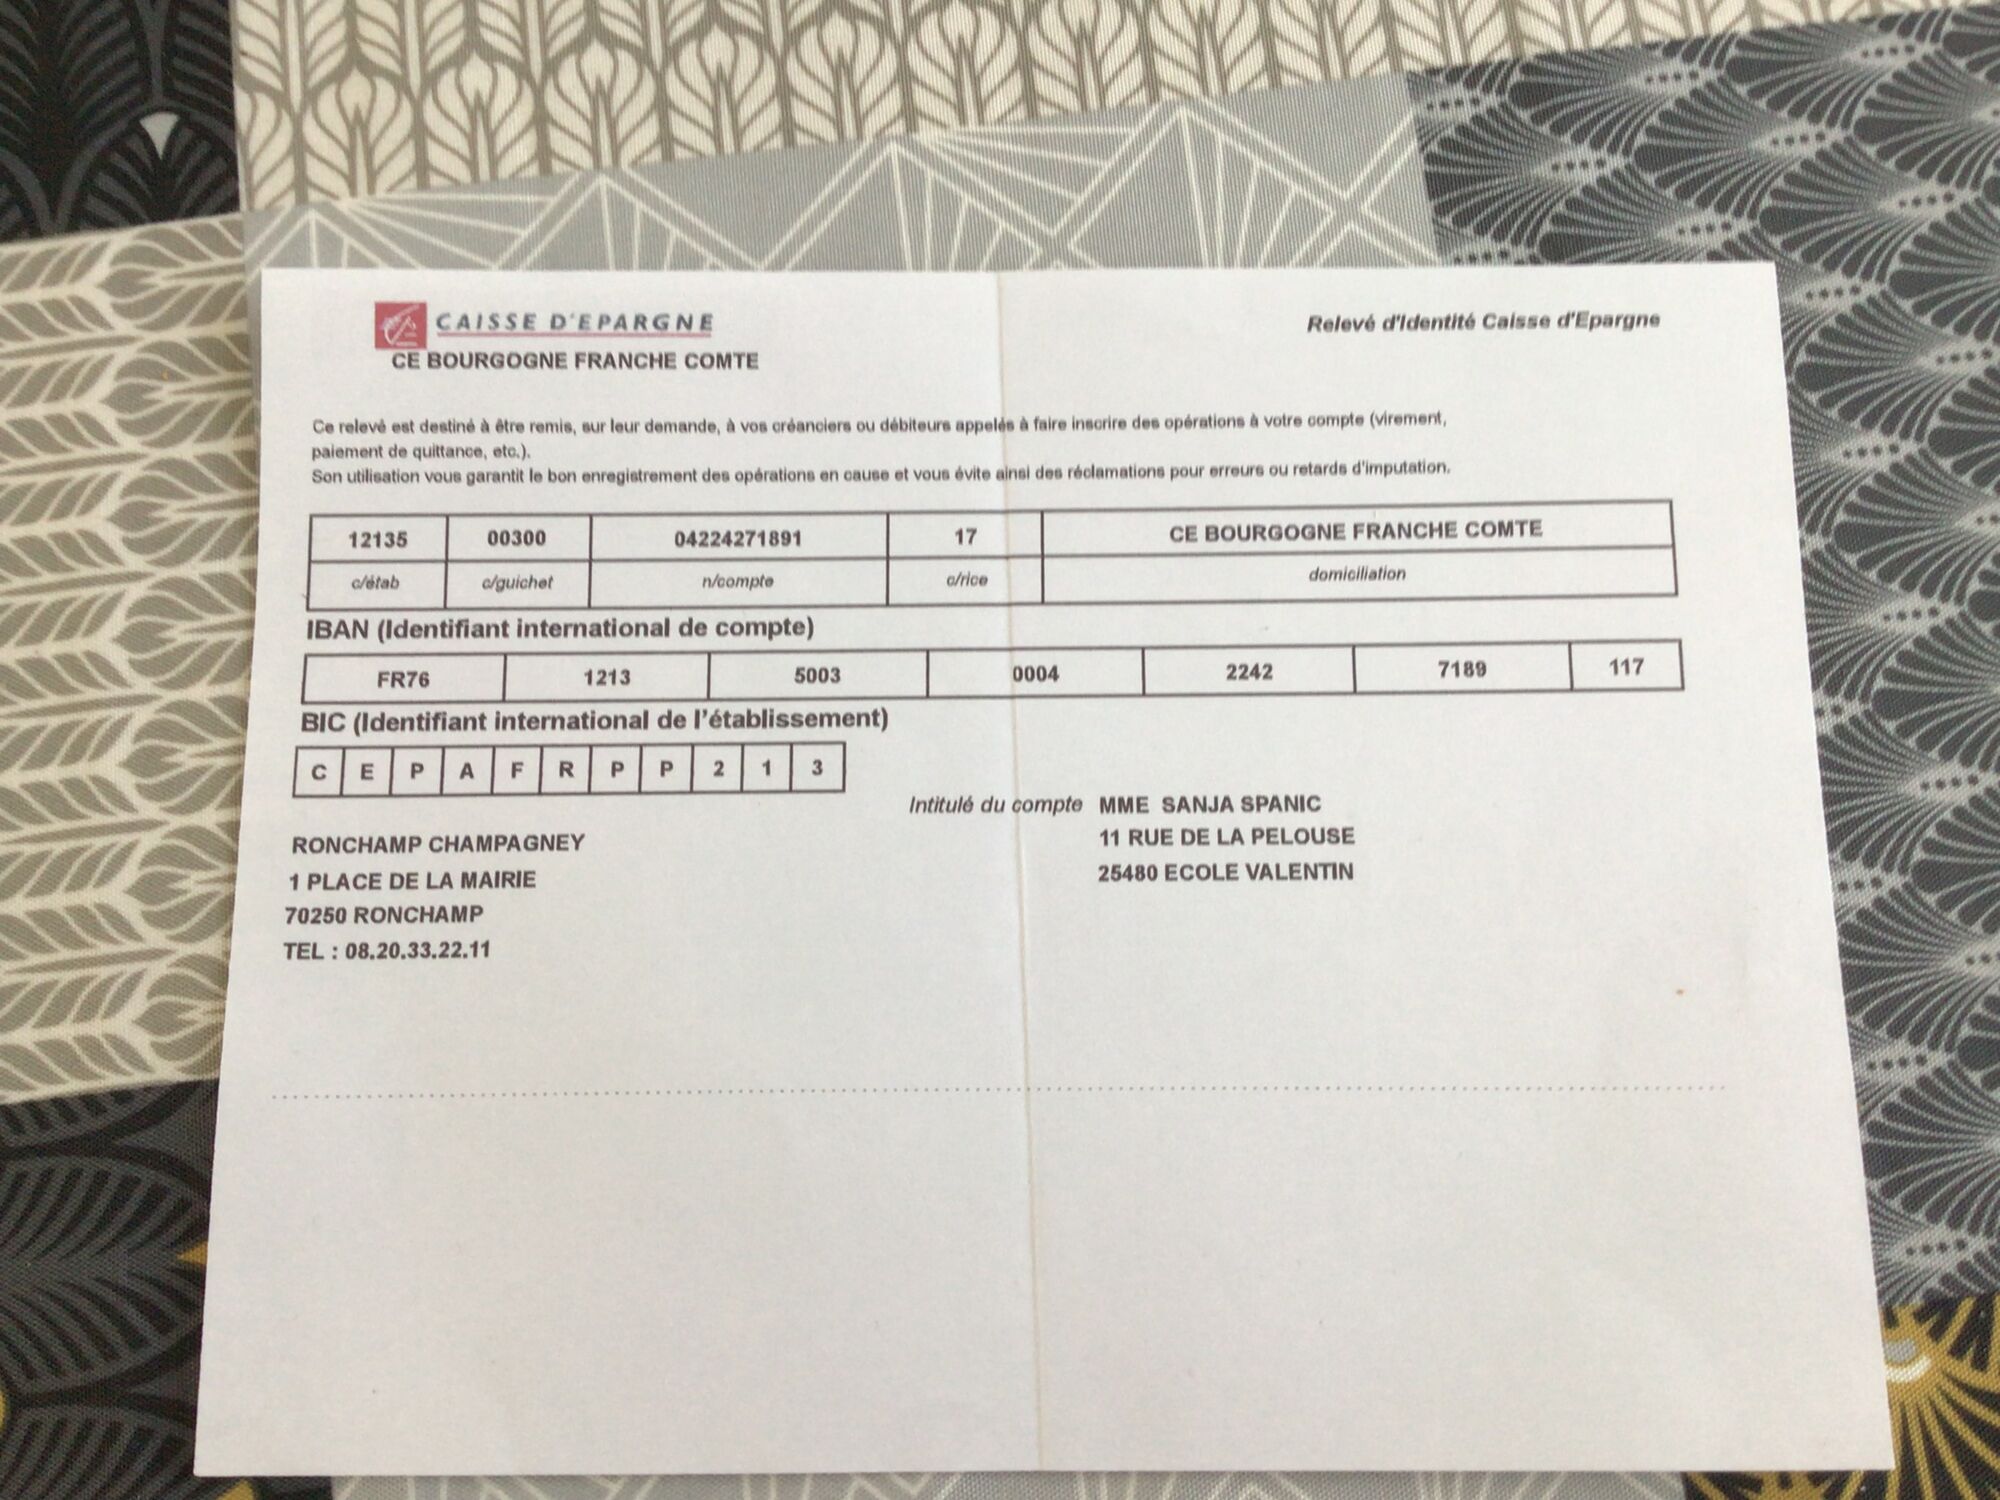 CAISSE D'EPARGNE
Relevé d'Identité Caisse d'Epargne
CE BOURGOGNE FRANCHE COMTE
Ce relevé est destiné à être remis, sur leur demande, à vos créanciers ou débiteurs appelés à faire inscrire des opérations à votre compte (virement,
paiement de quittance, etc.).
Son utilisation vous garantit le bon enregistrement des opérations en cause et vous évite ainsi des réclamations pour erreurs ou retards d'imputation.
12135 00300 04224271891 17 CE BOURGOGNE FRANCHE COMTE
c/étab c/guichet n/compte c/rice domiciliation
IBAN (Identifiant international de compte)
FR76 1213 5003 0004 2242 7189 117
BIC (Identifiant international de l'établissement)
C E P A F R P P 2 1 3
Intitulé du compte MME SANJA SPANIC
11 RUE DE LA PELOUSE
25480 ECOLE VALENTIN
RONCHAMP CHAMPAGNEY
1 PLACE DE LA MAIRIE
70250 RONCHAMP
TEL : 08.20.33.22.11